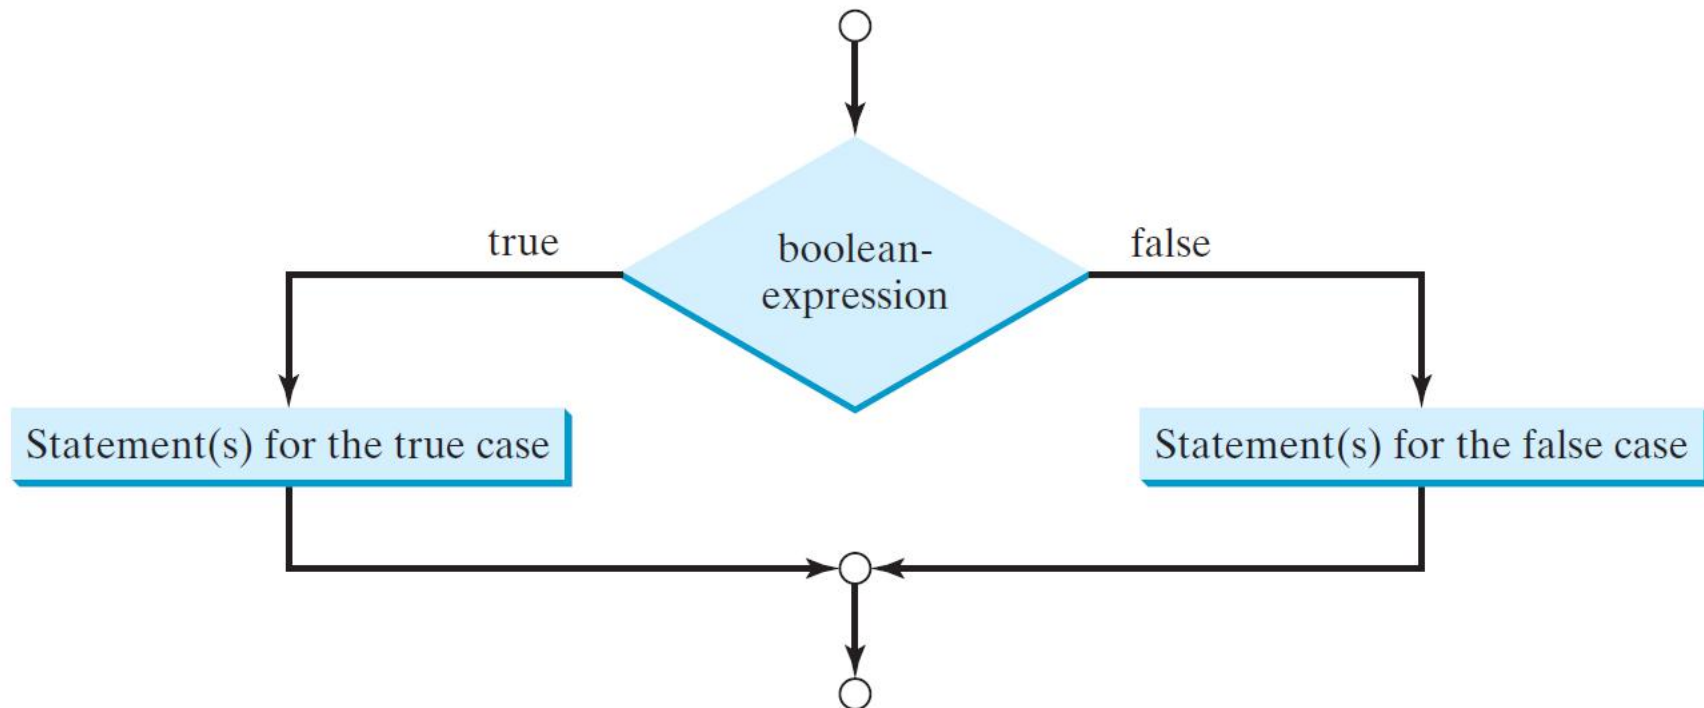 true
boolean-
expression
false
Statement(s) for the true case
Statement(s) for the false case